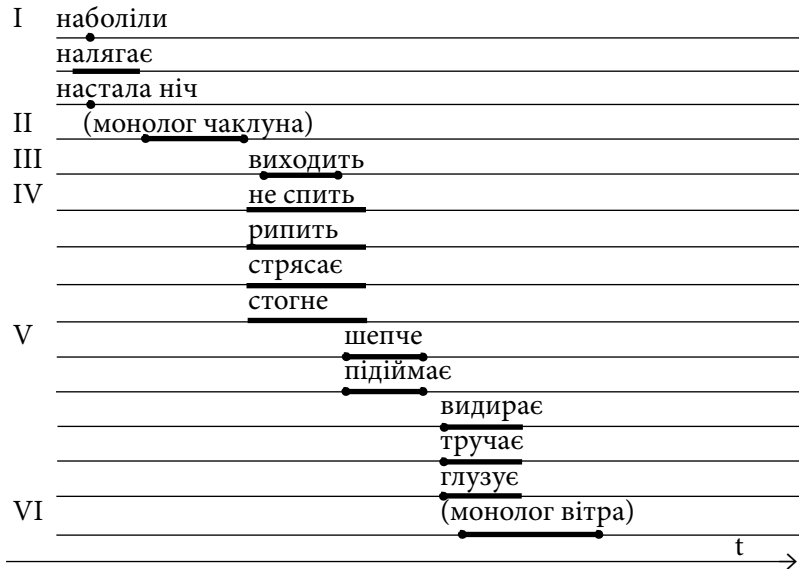 I наболіли
налягає
настала ніч
II (монолог чаклуна)
III виходить
IV не спить
рипить
стрясає
стогне
V шепче
підіймає
видирає
тручає
глузує
VI (монолог вітра)
t